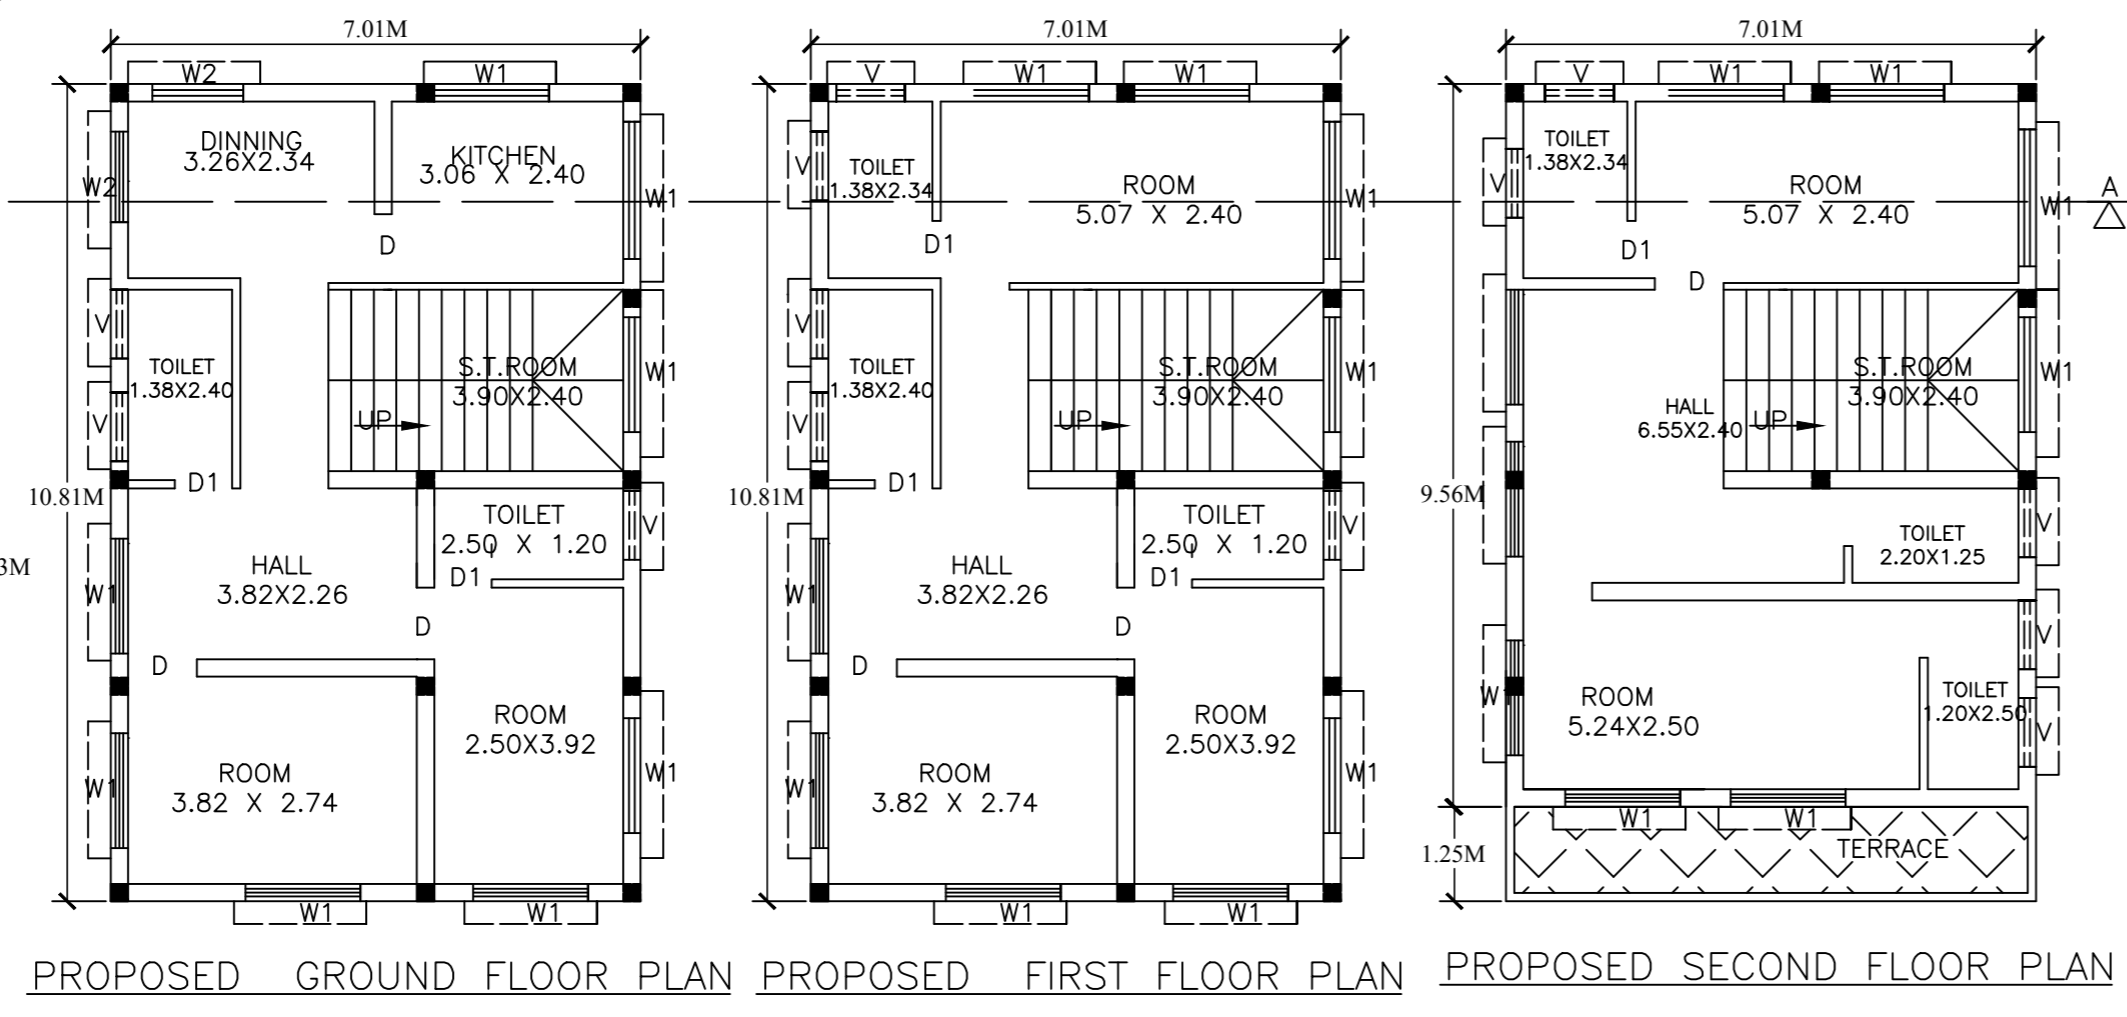 7.01M
W2
W1
DINNING
3.26X2.34
KITCHEN
3.06 X 2.40
W2
W1
D
V
TOILET
1.38X2.40
V
S.T.ROOM
3.90X2.40
W1
UP
D1
10.81M
TOILET
2.50 X 1.20
V
HALL
3.82X2.26
D1
W1
D
D
ROOM
2.50X3.92
W1
ROOM
3.82 X 2.74
W1
W1
W1
3M
PROPOSED GROUND FLOOR PLAN
7.01M
V
W1
W1
V
TOILET
1.38X2.34
ROOM
5.07 X 2.40
W1
D1
V
TOILET
1.38X2.40
V
S.T.ROOM
3.90X2.40
W1
UP
D1
10.81M
TOILET
2.50 X 1.20
V
HALL
3.82X2.26
D1
W1
D
D
ROOM
2.50X3.92
W1
ROOM
3.82 X 2.74
W1
W1
W1
PROPOSED FIRST FLOOR PLAN
7.01M
V
W1
W1
TOILET
1.38X2.34
V
ROOM
5.07 X 2.40
W1
A
D1
D
S.T.ROOM
3.90X2.40
W1
HALL
6.55X2.40
UP
9.56M
TOILET
2.20X1.25
V
V
W1
ROOM
5.24X2.50
TOILET
1.20X2.50
V
W1
W1
1.25M
TERRACE
PROPOSED SECOND FLOOR PLAN